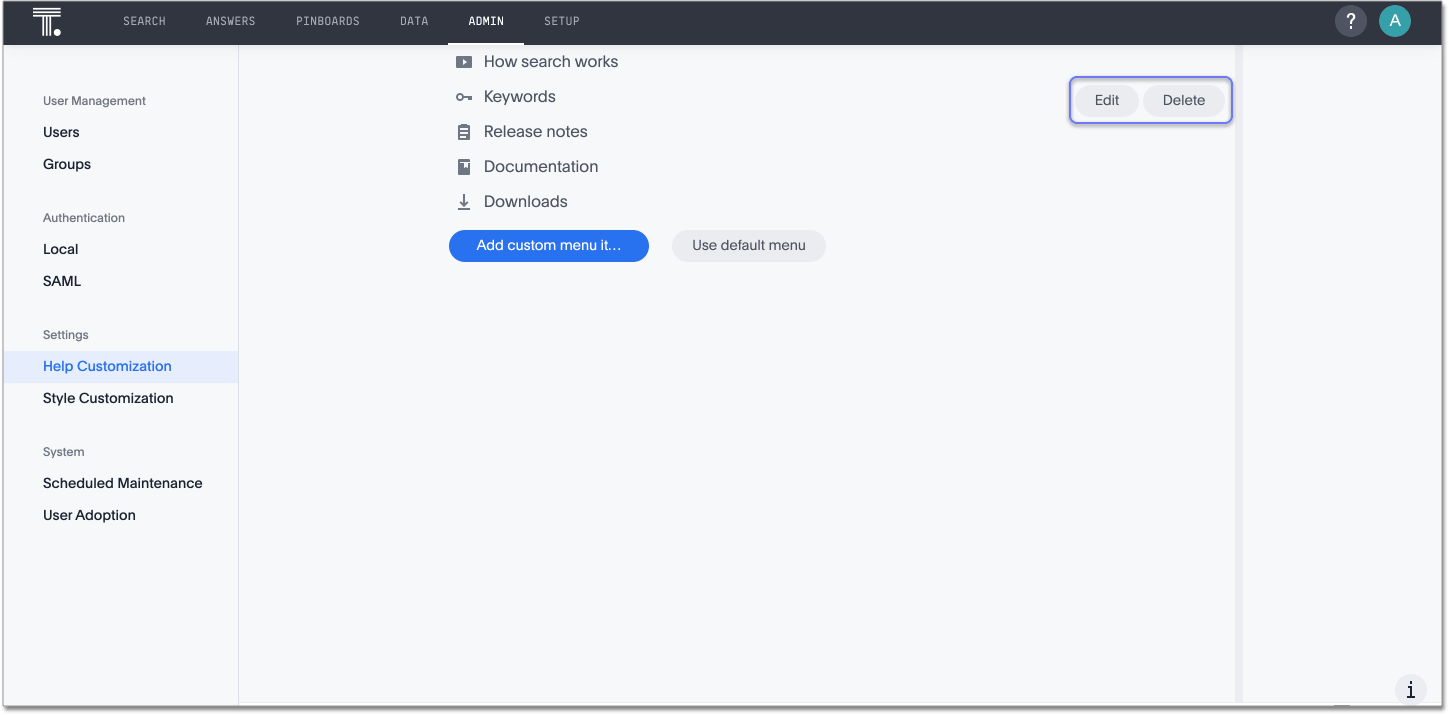 SEARCH ANSWERS PINBOARDS DATA ADMIN SETUP ? A
User Management
Users
Groups
Authentication
Local
SAML
Settings
Help Customization
Style Customization
System
Scheduled Maintenance
User Adoption
How search works
Keywords
Edit Delete
Release notes
Documentation
Downloads
Add custom menu it... Use default menu
i